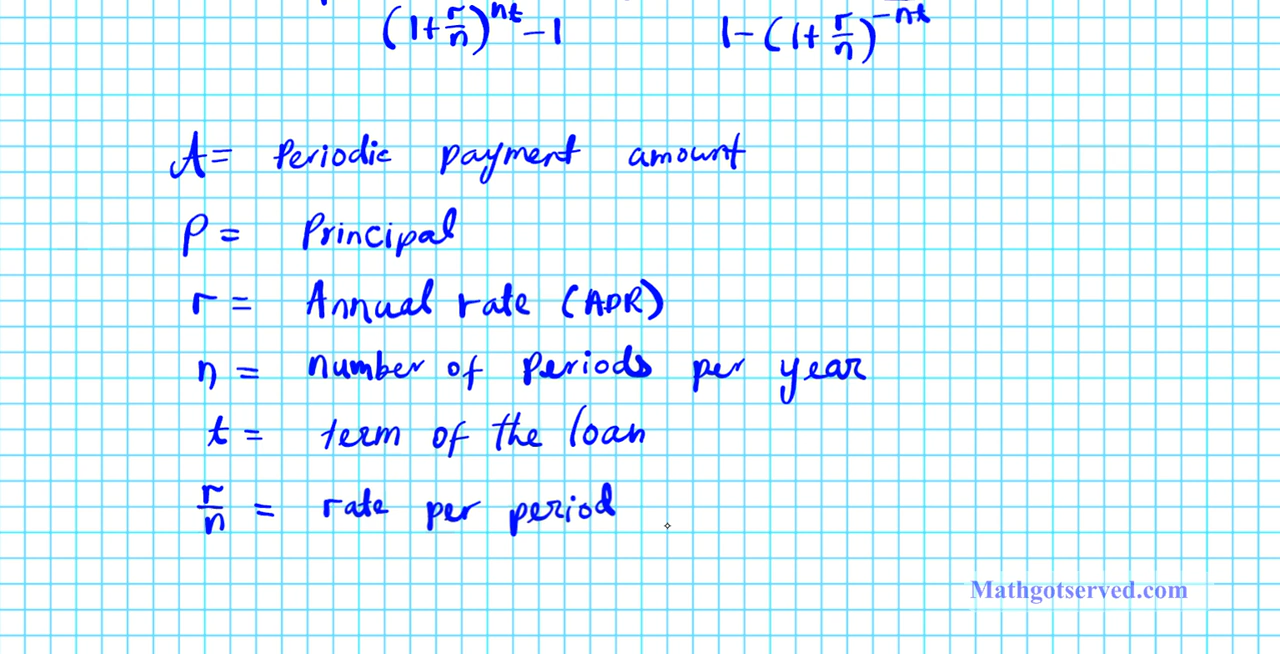 (1+r/n)^nt -1    1-(1+r/n)^-nt
A= Periodic payment amount
P= Principal
r= Annual rate (APR)
n= number of periods per year
t= term of the loan
r/n = rate per period
Mathgotserved.com